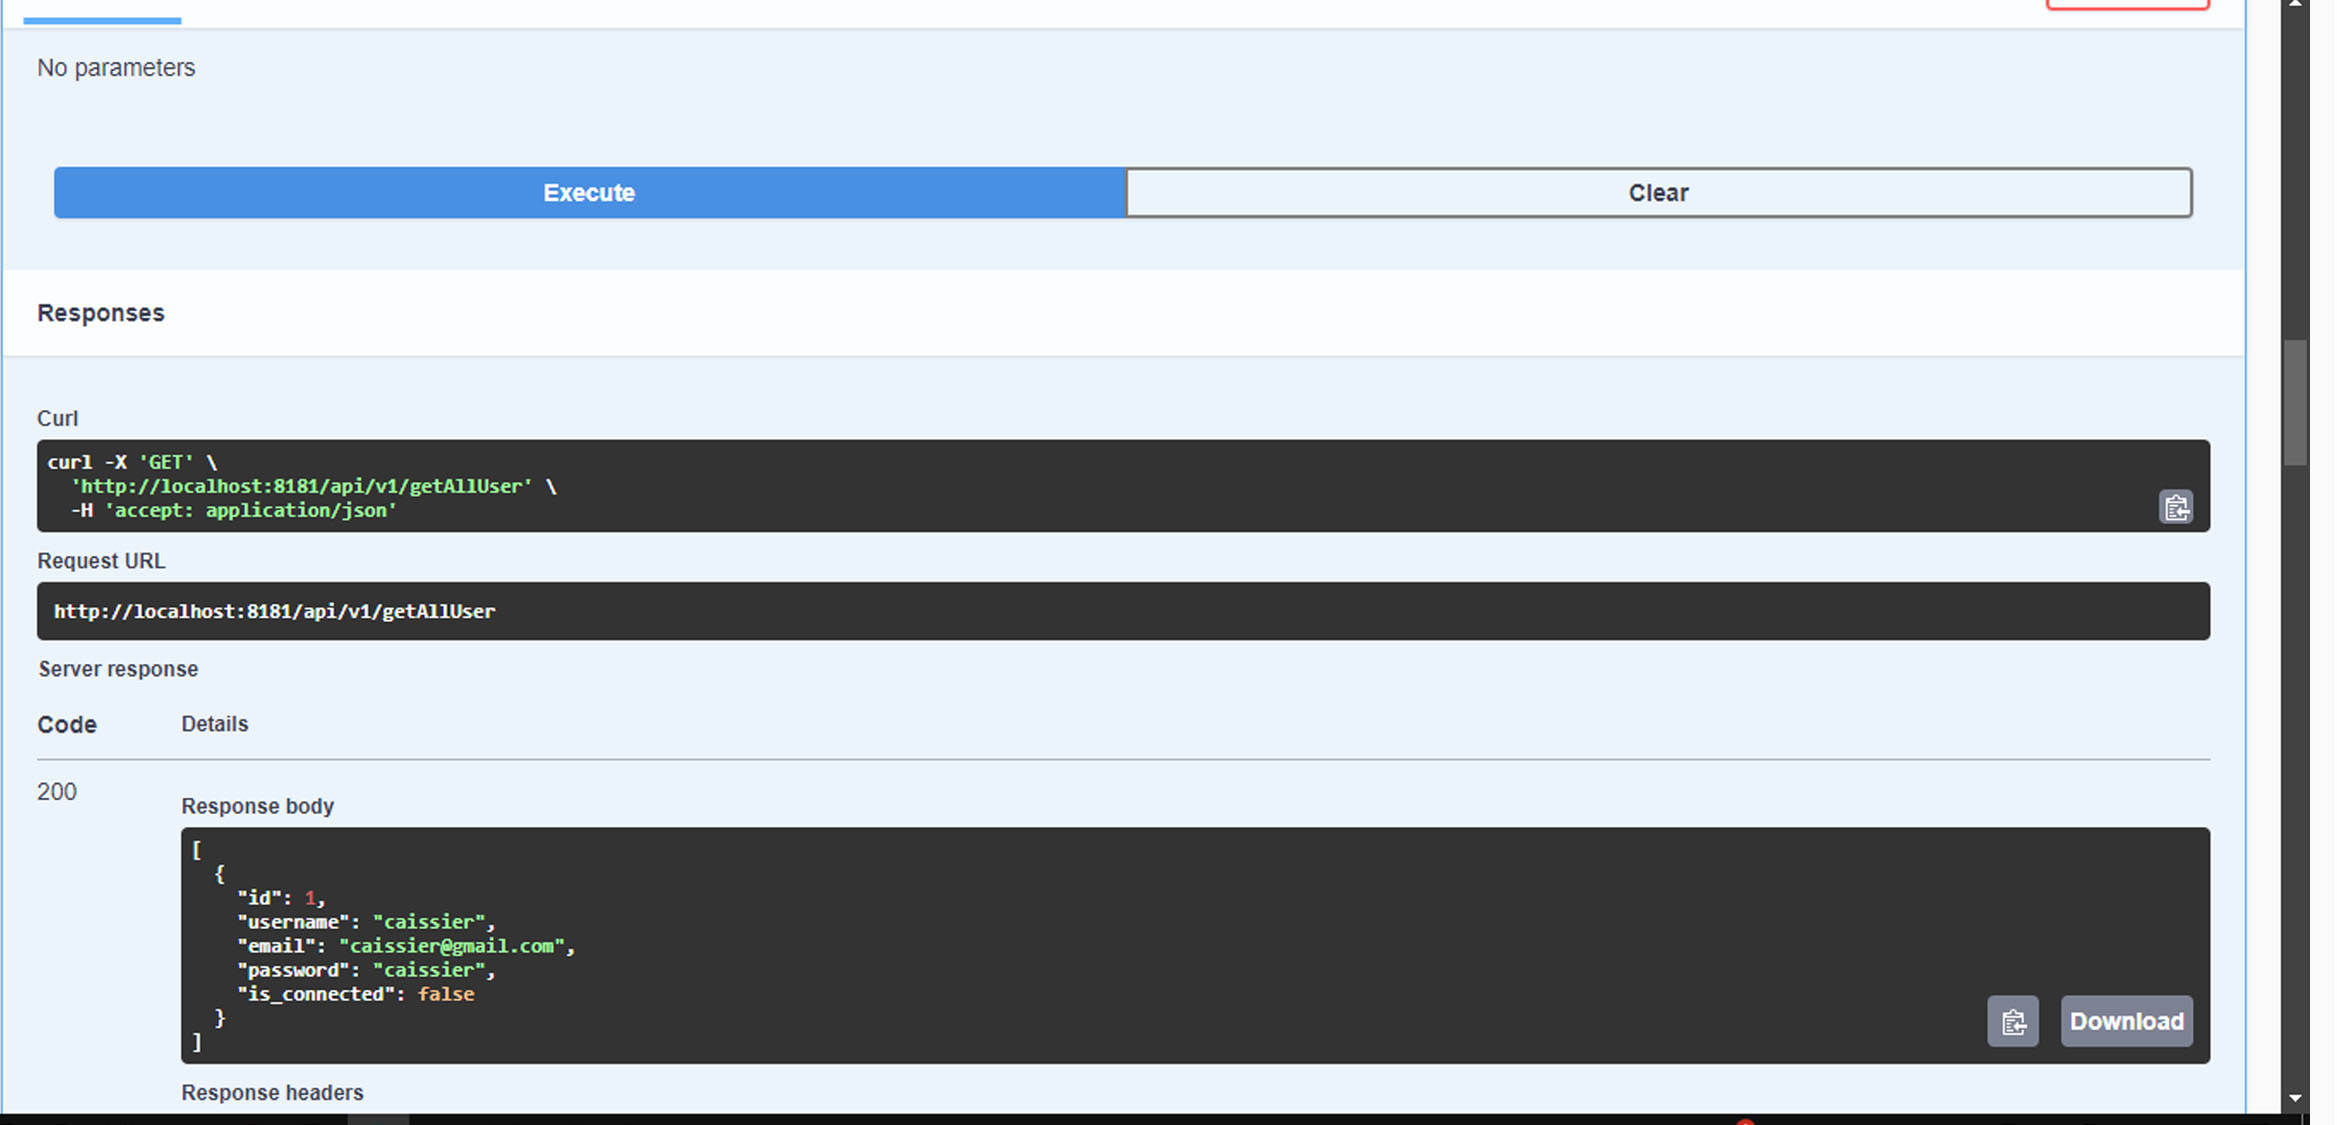 No parameters
Execute
Clear
Responses
Curl
curl -X 'GET' \
  'http://localhost:8181/api/v1/getAllUser' \
  -H 'accept: application/json'
Request URL
http://localhost:8181/api/v1/getAllUser
Server response
Code Details
200
Response body
[
  {
    "id": 1,
    "username": "caissier",
    "email": "caissier@gmail.com",
    "password": "caissier",
    "is_connected": false
  }
]
Download
Response headers